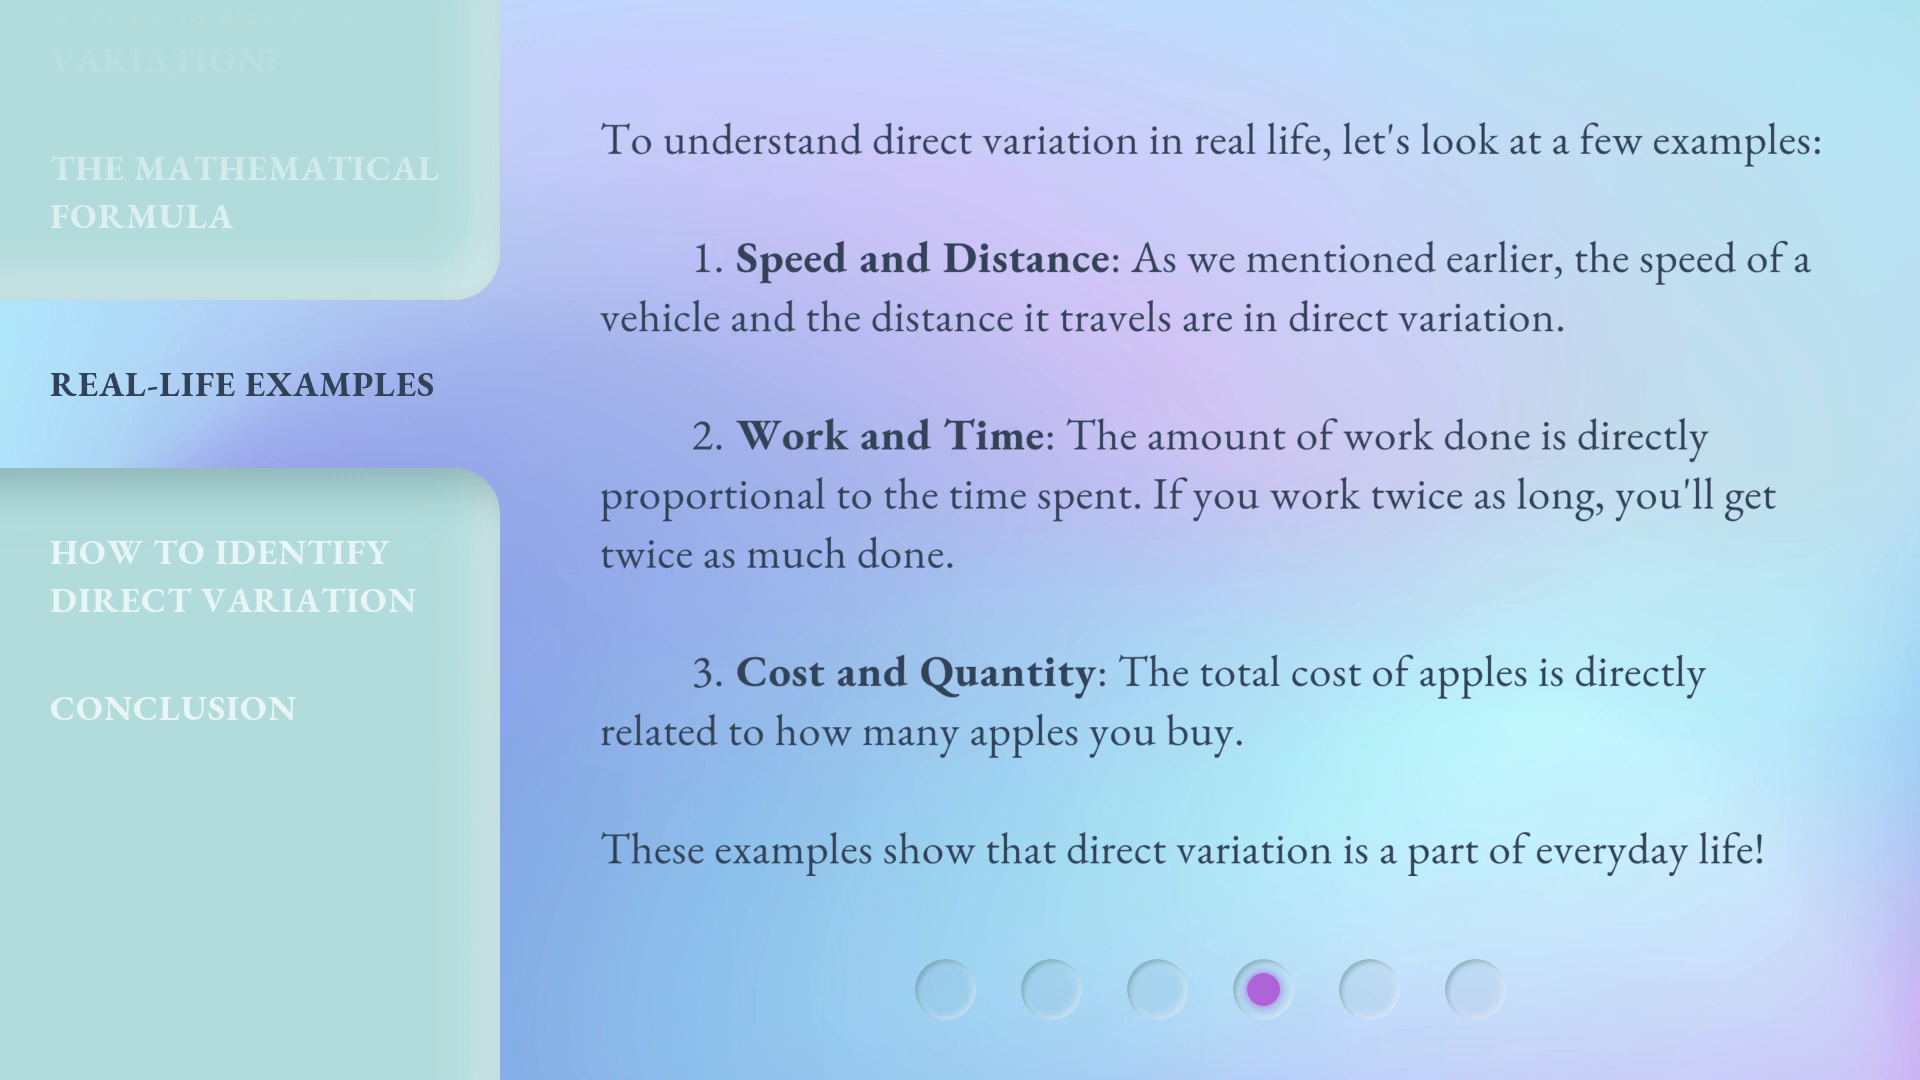 VARIATION?
THE MATHEMATICAL
FORMULA
REAL-LIFE EXAMPLES
HOW TO IDENTIFY
DIRECT VARIATION
CONCLUSION
To understand direct variation in real life, let's look at a few examples:
1. Speed and Distance: As we mentioned earlier, the speed of a
vehicle and the distance it travels are in direct variation.
2. Work and Time: The amount of work done is directly
proportional to the time spent. If you work twice as long, you'll get
twice as much done.
3. Cost and Quantity: The total cost of apples is directly
related to how many apples you buy.
These examples show that direct variation is a part of everyday life!